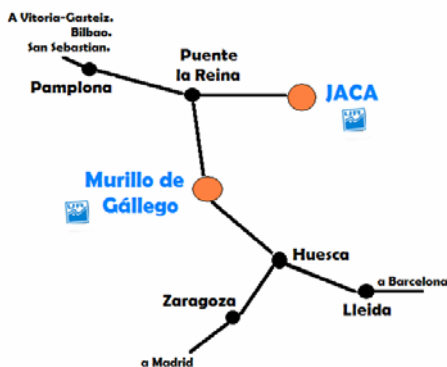 A Vitoria-Gasteiz.
Bilbao.
San Sebastian.
Pamplona
Puente
la Reina
JACA
Murillo de
Gállego
Huesca
a Barcelona
Lleida
Zaragoza
a Madrid